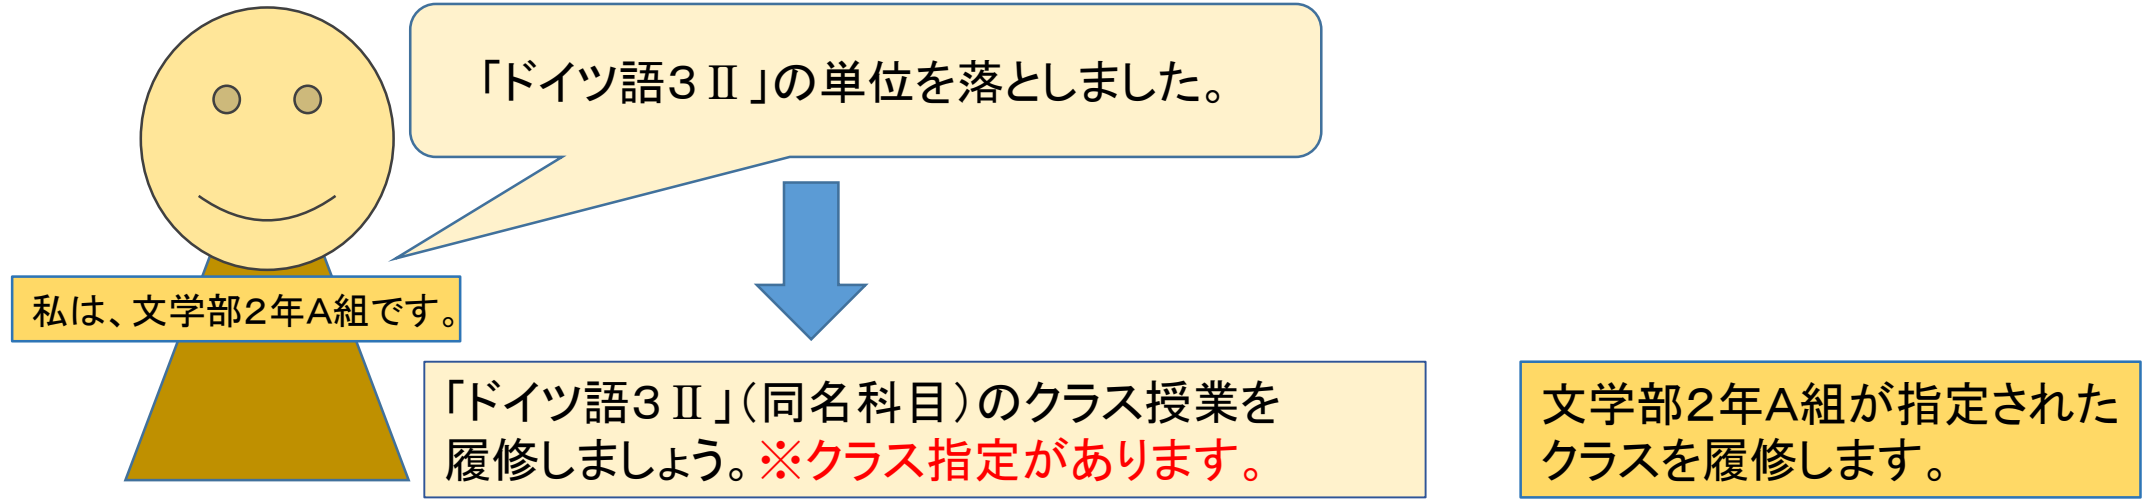 「ドイツ語３Ⅱ」の単位を落としました。
私は、文学部２年Ａ組です。
「ドイツ語３Ⅱ」（同名科目）のクラス授業を
履修しましょう。※クラス指定があります。
文学部２年Ａ組が指定された
クラスを履修します。